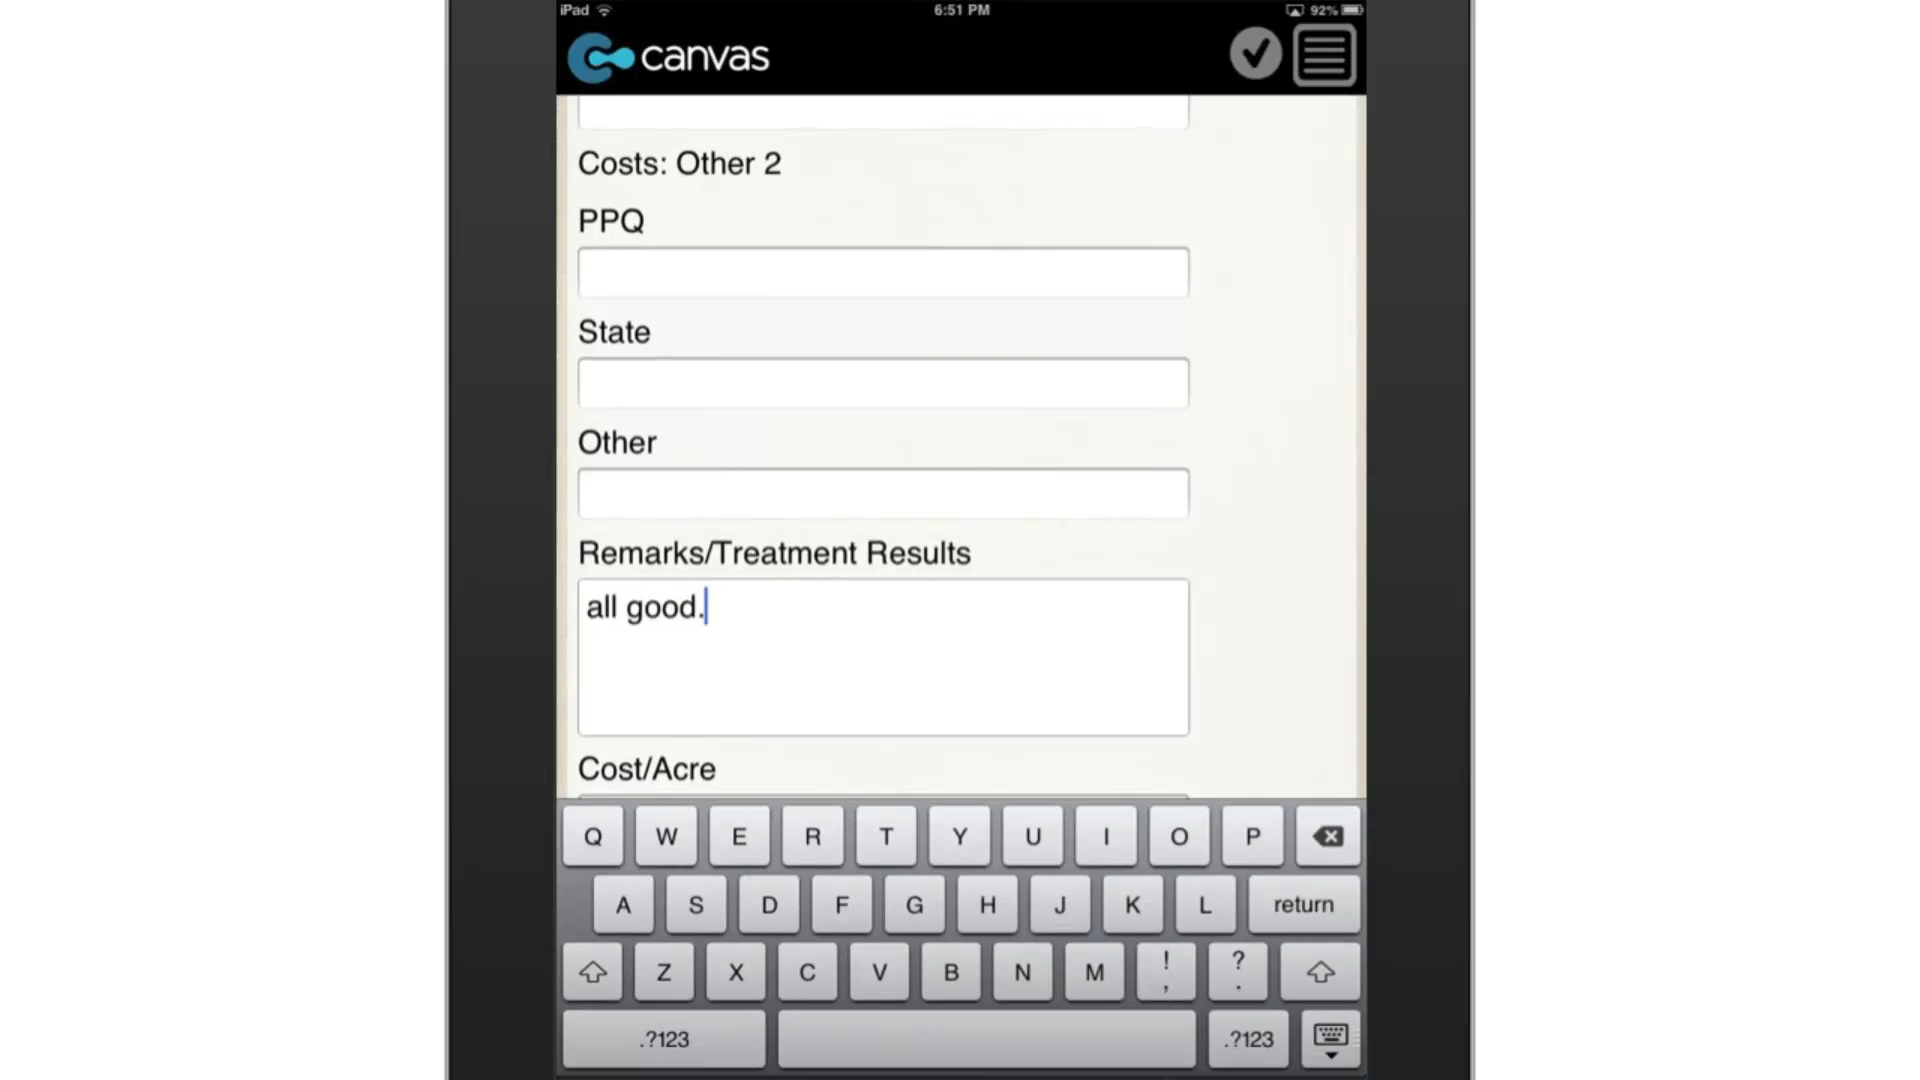 iPad 6:51 PM 92%
canvas
Costs: Other 2
PPQ
State
Other
Remarks/Treatment Results
all good.
Cost/Acre
Q W E R T Y U I O P
A S D F G H J K L return
Z X C V B N M ! , ? .
.?123 .?123